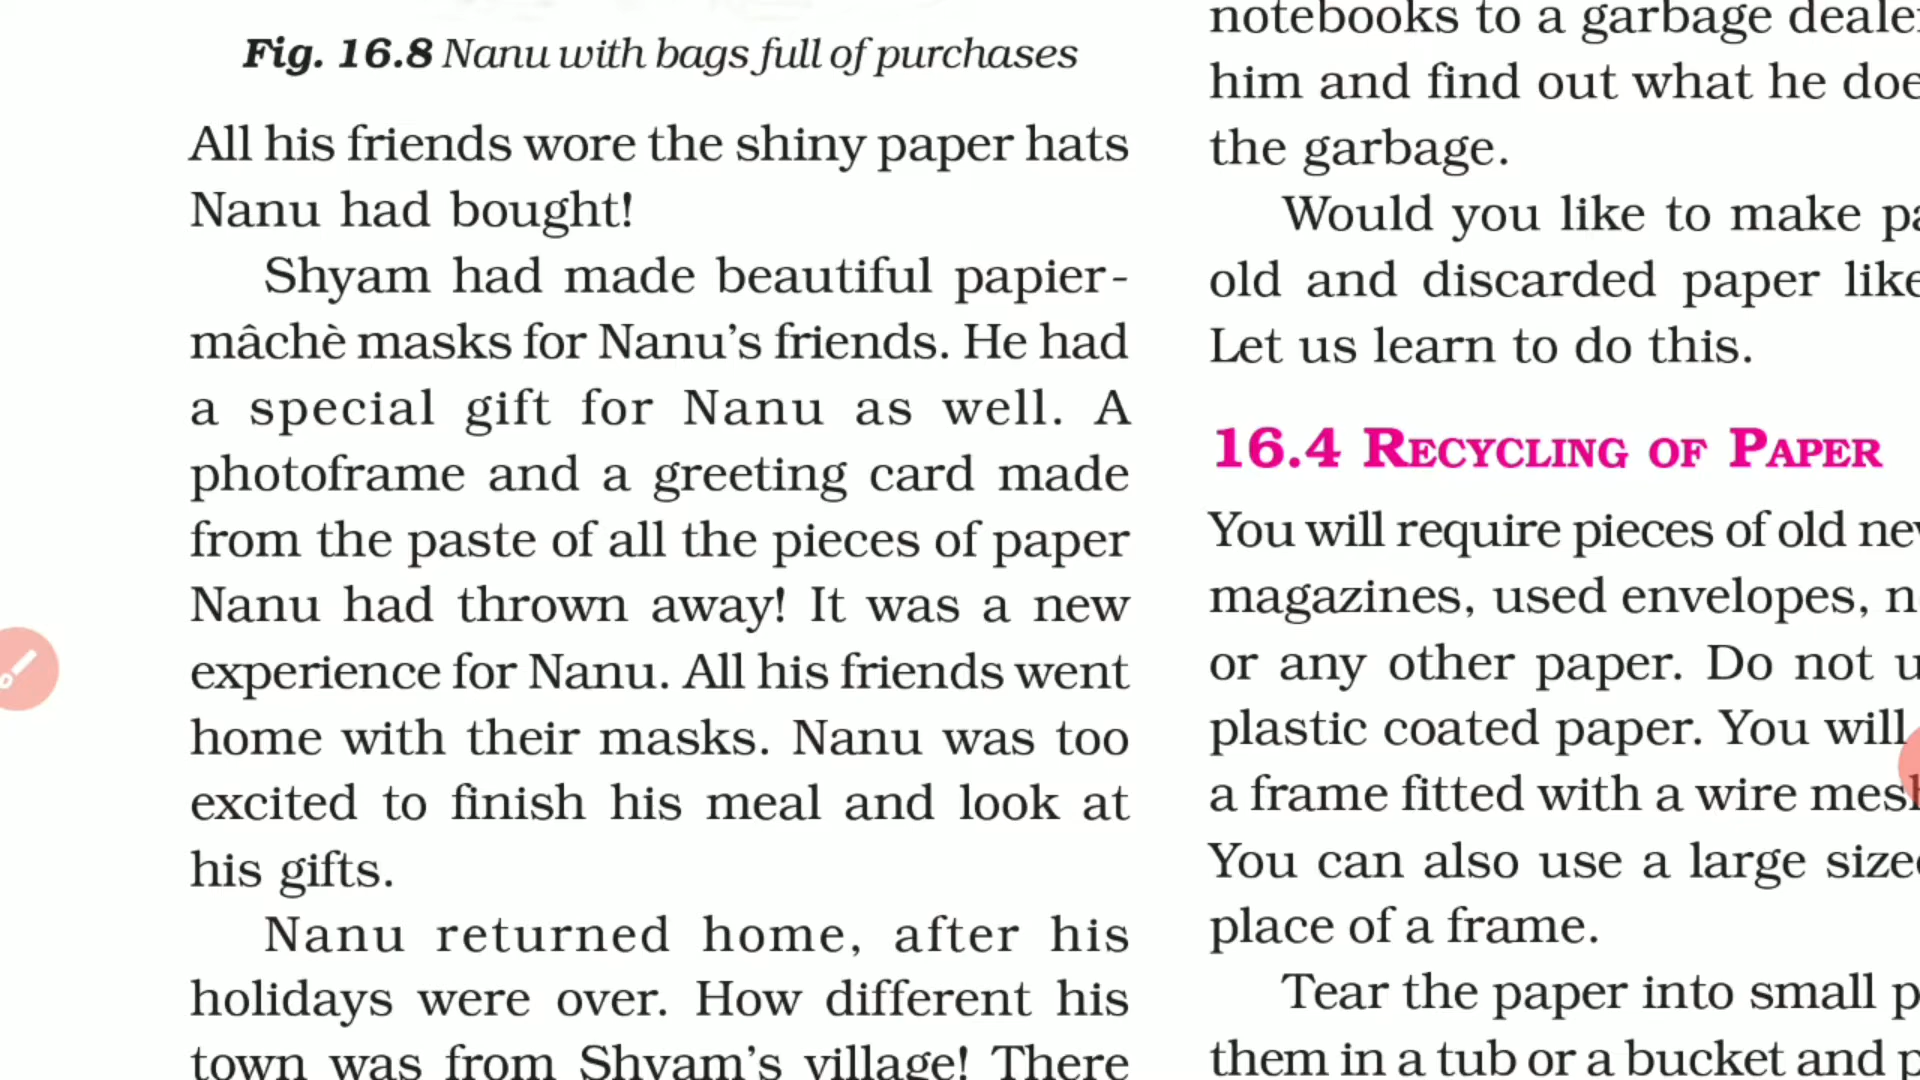 Fig. 16.8 Nanu with bags full of purchases
All his friends wore the shiny paper hats
Nanu had bought!
Shyam had made beautiful papier-
mâchè masks for Nanu's friends. He had
a special gift for Nanu as well. A
photoframe and a greeting card made
from the paste of all the pieces of paper
Nanu had thrown away! It was a new
experience for Nanu. All his friends went
home with their masks. Nanu was too
excited to finish his meal and look at
his gifts.
Nanu returned home, after his
holidays were over. How different his
town was from Shyam's village! There
notebooks to a garbage
him and find out what he
the garbage.
Would you like to make
old and discarded paper
Let us learn to do this.
16.4 RECYCLING OF PAPER
You will require pieces of old
magazines, used envelopes,
or any other paper. Do not
plastic coated paper. You will
a frame fitted with a wire
You can also use a large
place of a frame.
Tear the paper into small
them in a tub or a bucket and